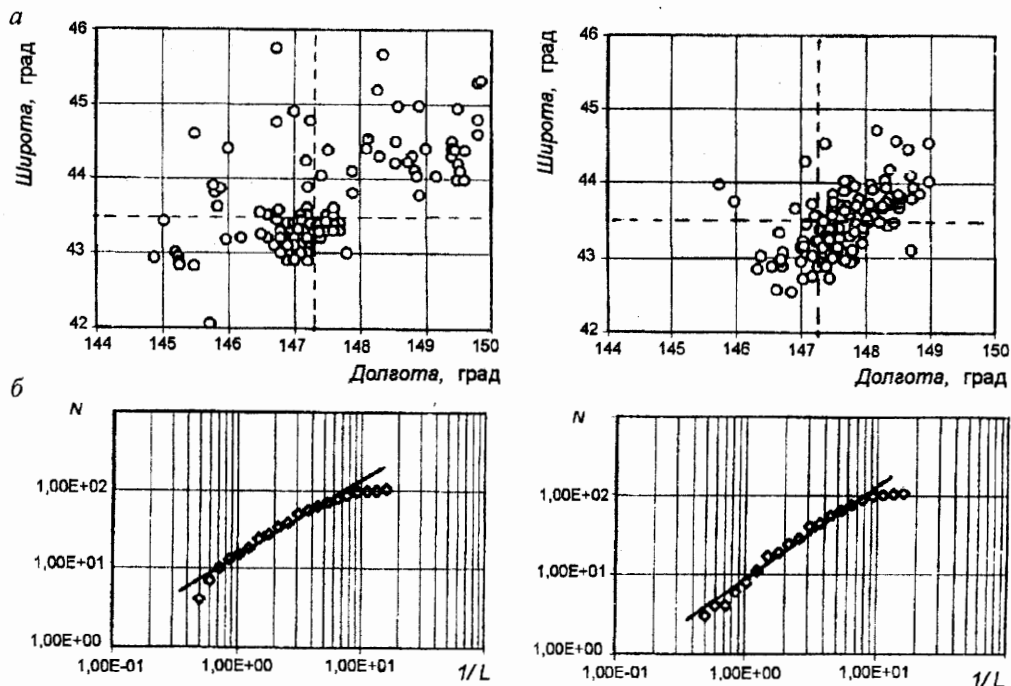 а
Широта, град
46
45
44
43
42
144 145 146 147 148 149 150
Долгота, град
Широта, град
46
45
44
43
42
144 145 146 147 148 149 150
Долгота, град
б
N
1,00E+02
1,00E+01
1,00E+00
1,00E-01 1,00E+00 1,00E+01 1/L
N
1,00E+02
1,00E+01
1,00E+00
1,00E-01 1,00E+00 1,00E+01 1/L